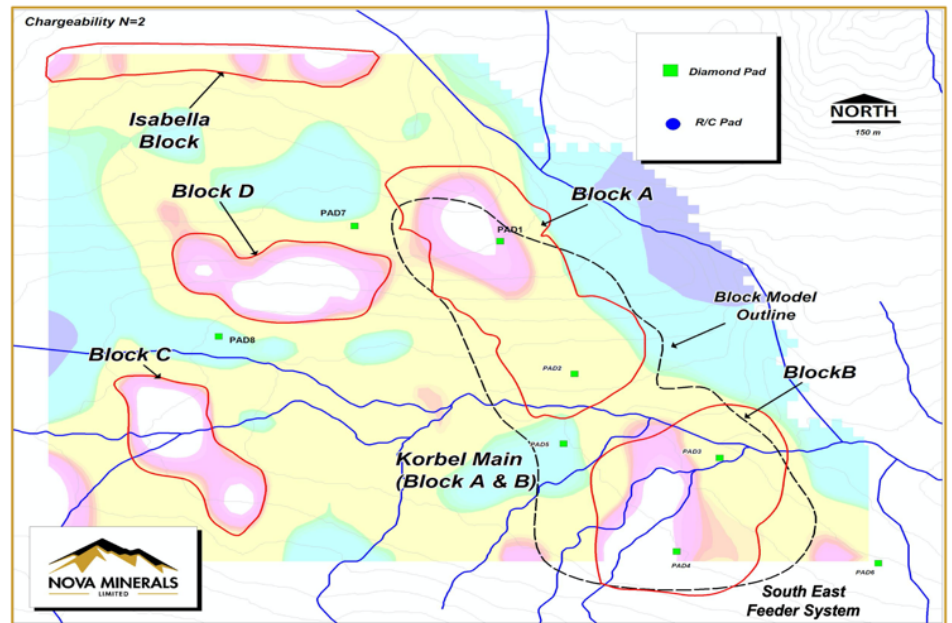 Chargeability N=2
Diamond Pad
R/C Pad
NORTH
150 m
Isabella
Block
Block D
PAD7
Block A
PAD1
Block Model
Outline
PAD8
Block C
PAD2
BlockB
PAD5
PAD3
Korbel Main
(Block A & B)
PAD4
PAD6
South East
Feeder System
NOVA MINERALS
LIMITED